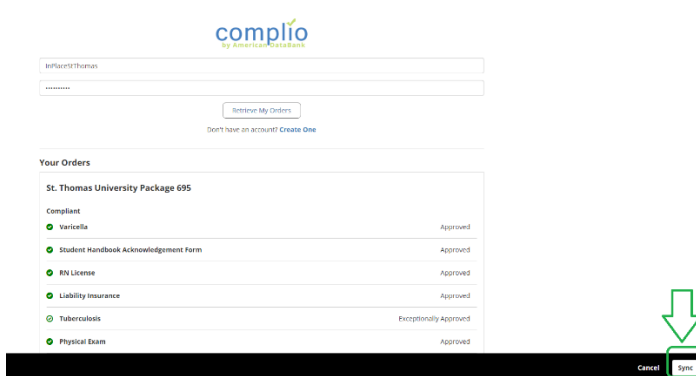 complio
by American DataBank
InPlaceStThomas
••••••••••
Retrieve My Orders
Don't have an account? Create One
Your Orders
St. Thomas University Package 695
Compliant
Varicella Approved
Student Handbook Acknowledgement Form Approved
RN License Approved
Liability Insurance Approved
Tuberculosis Exceptionally Approved
Physical Exam Approved
Cancel Sync